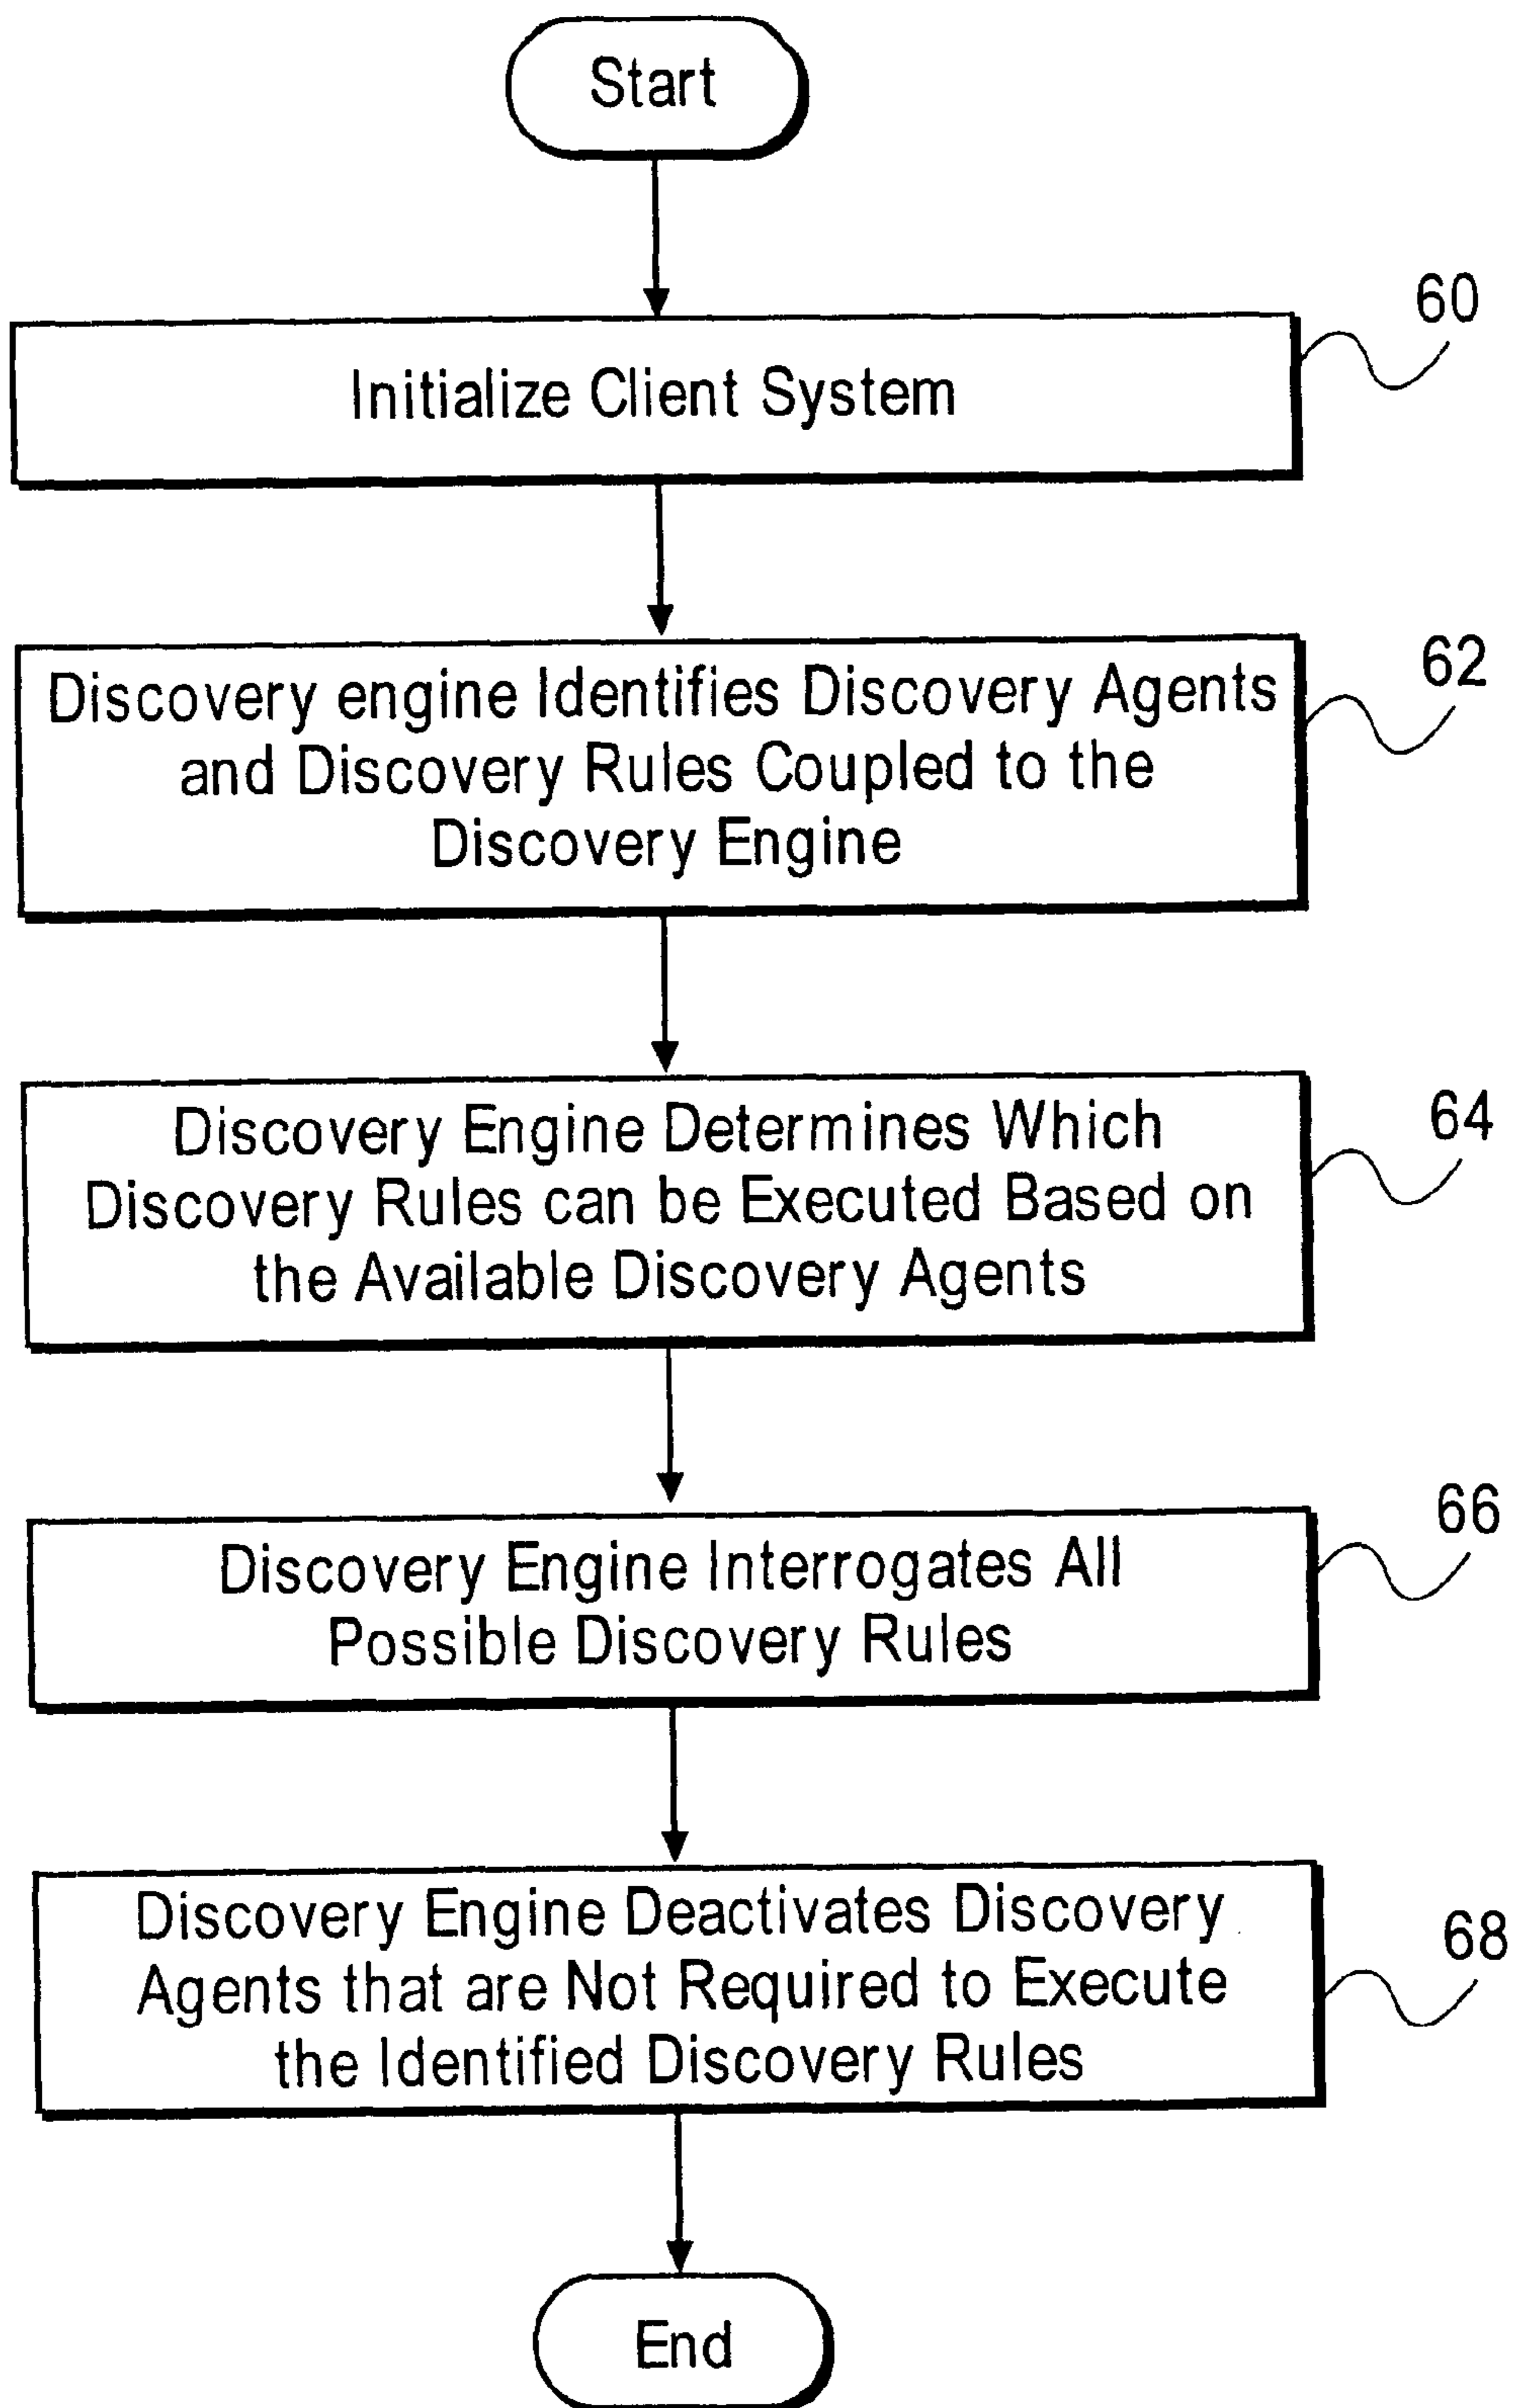 Start
60
Initialize Client System
62
Discovery engine Identifies Discovery Agents
and Discovery Rules Coupled to the
Discovery Engine
64
Discovery Engine Determines Which
Discovery Rules can be Executed Based on
the Available Discovery Agents
66
Discovery Engine Interrogates All
Possible Discovery Rules
68
Discovery Engine Deactivates Discovery
Agents that are Not Required to Execute
the Identified Discovery Rules
End